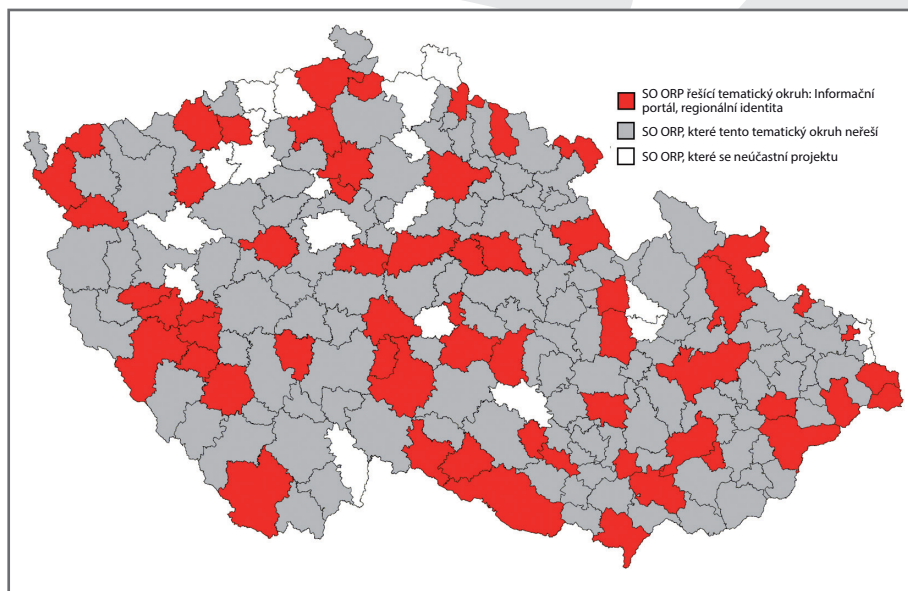 SO ORP řešící tematický okruh: Informační
portál, regionální identita
SO ORP, které tento tematický okruh neřeší
SO ORP, které se neúčastní projektu